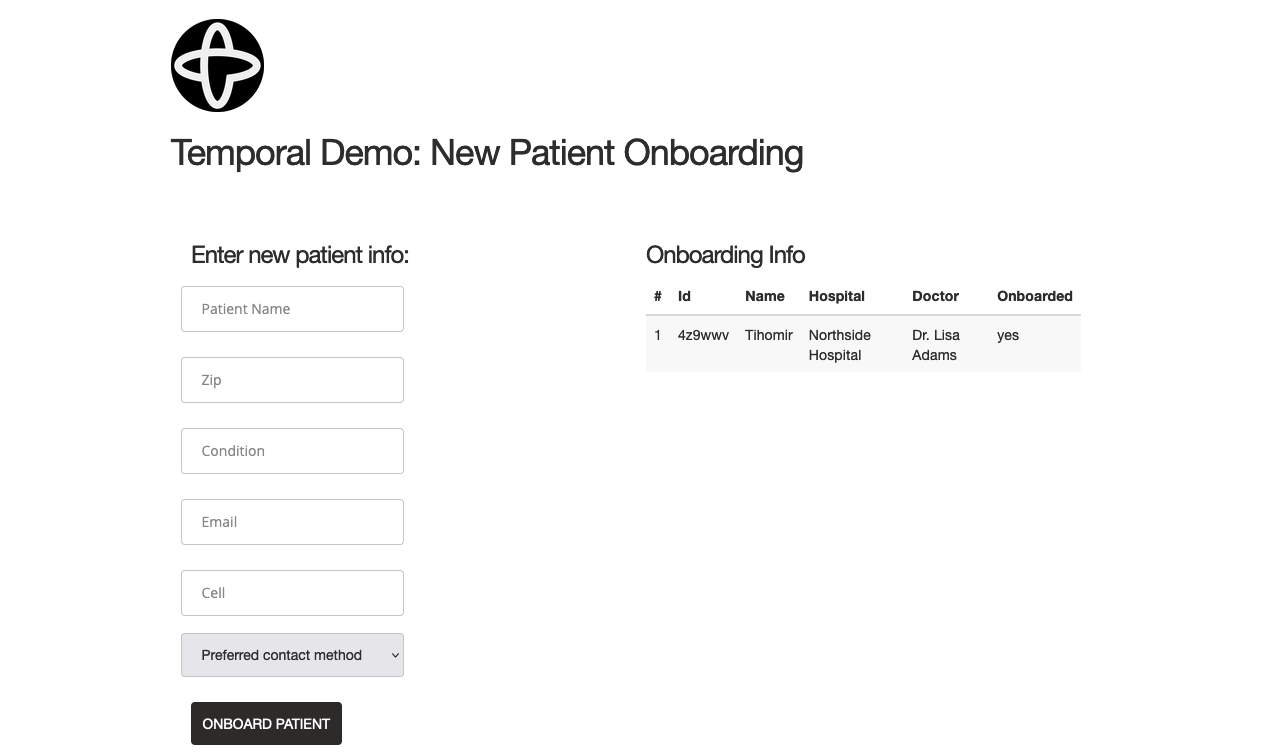 Temporal Demo: New Patient Onboarding
Enter new patient info:
Patient Name
Zip
Condition
Email
Cell
Preferred contact method
ONBOARD PATIENT
Onboarding Info
# Id Name Hospital Doctor Onboarded
1 4z9wwv Tihomir Northside Dr. Lisa yes
Hospital Adams